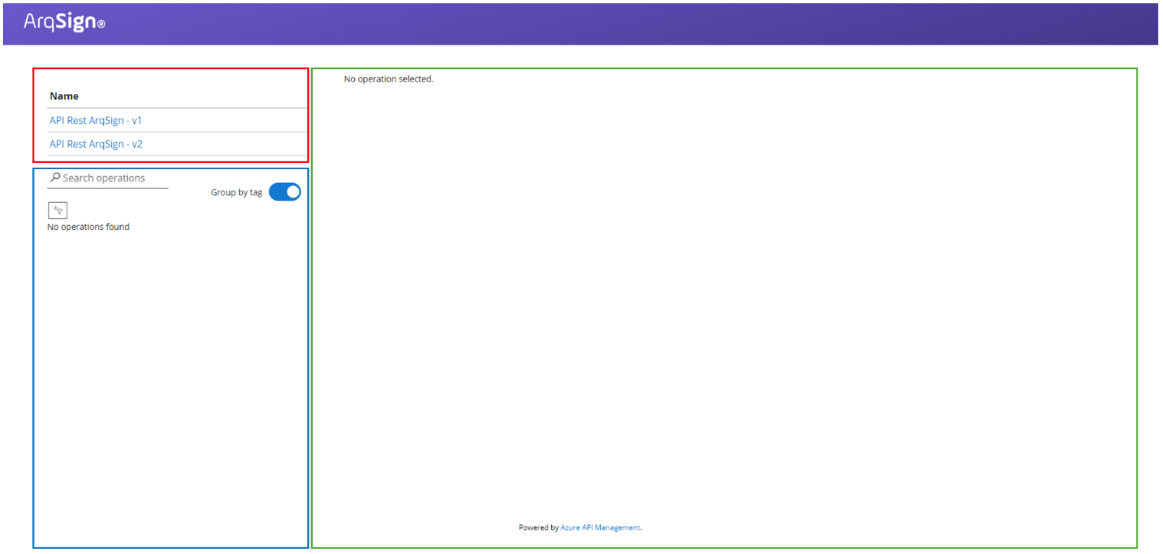 ArqSign®
Name
API Rest ArqSign - v1
API Rest ArqSign - v2
Search operations
Group by tag
No operations found
No operation selected.
Powered by Azure API Management.